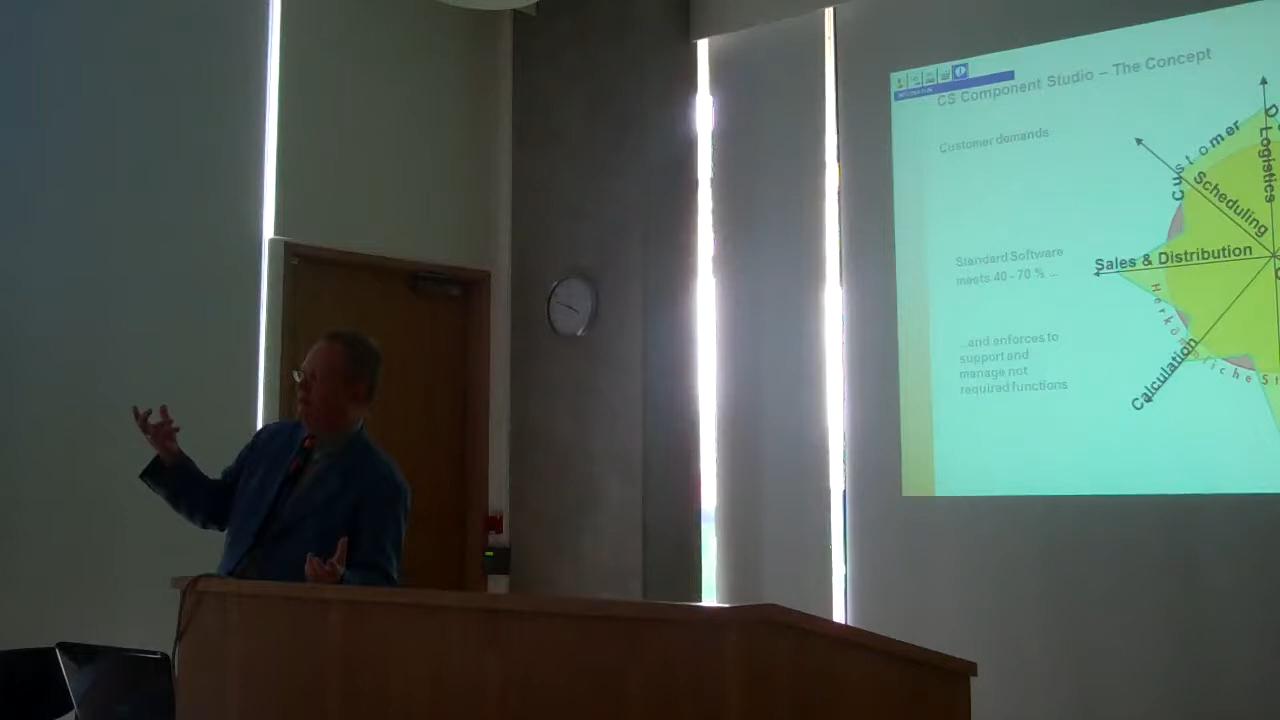 CS Component Studio – The Concept
Customer demands
Standard Software
meets 40 - 70 % ...
...and enforces to
support and
manage not
required functions
Customer
Logistics
Scheduling
Sales & Distribution
Calculation